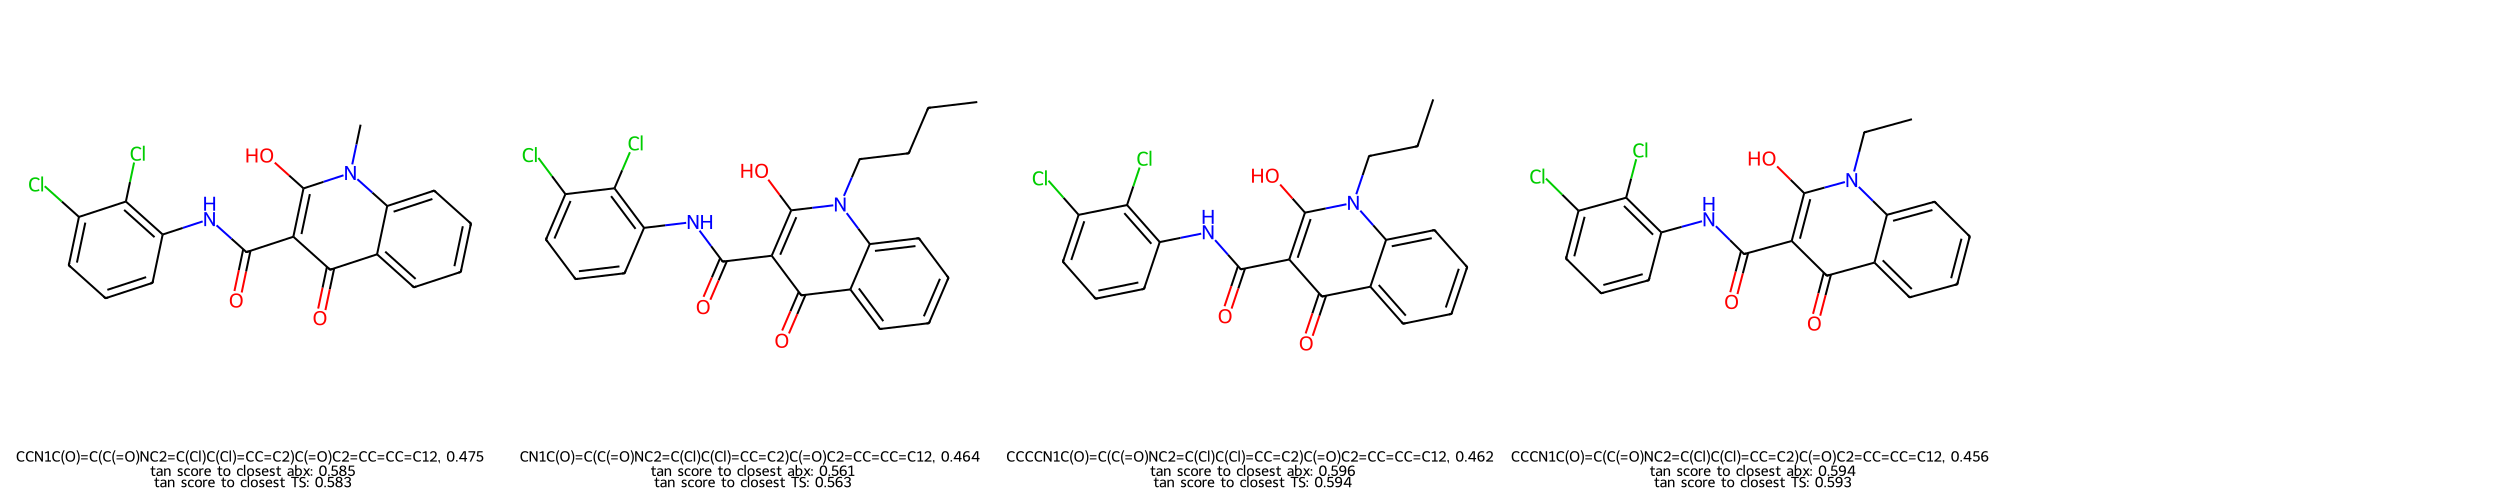 Cl
Cl
HO
N
H
N
O
O
Cl
Cl
HO
N
NH
O
O
Cl
Cl
HO
N
H
N
O
O
Cl
Cl
HO
N
H
N
O
O
CCN1C(O)=C(C(=O)NC2=C(Cl)C(Cl)=CC=C2)C(=O)C2=CC=CC=C12, 0.475
tan score to closest abx: 0.585
tan score to closest TS: 0.583
CN1C(O)=C(C(=O)NC2=C(Cl)C(Cl)=CC=C2)C(=O)C2=CC=CC=C12, 0.464
tan score to closest abx: 0.561
tan score to closest TS: 0.563
CCCCN1C(O)=C(C(=O)NC2=C(Cl)C(Cl)=CC=C2)C(=O)C2=CC=CC=C12, 0.462
tan score to closest abx: 0.596
tan score to closest TS: 0.594
CCCN1C(O)=C(C(=O)NC2=C(Cl)C(Cl)=CC=C2)C(=O)C2=CC=CC=C12, 0.456
tan score to closest abx: 0.594
tan score to closest TS: 0.593